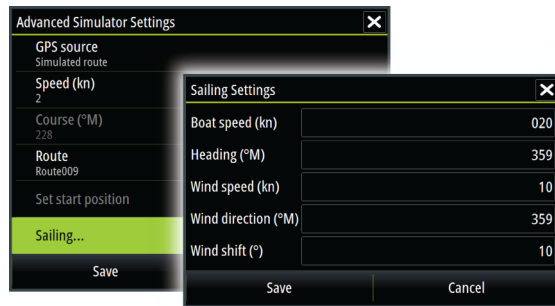 Advanced Simulator Settings
GPS source
Simulated route
Speed (kn)
2
Course (°M)
228
Route
Route009
Set start position
Sailing...
Save
Sailing Settings
Boat speed (kn) 020
Heading (°M) 359
Wind speed (kn) 10
Wind direction (°M) 359
Wind shift (°) 10
Save Cancel